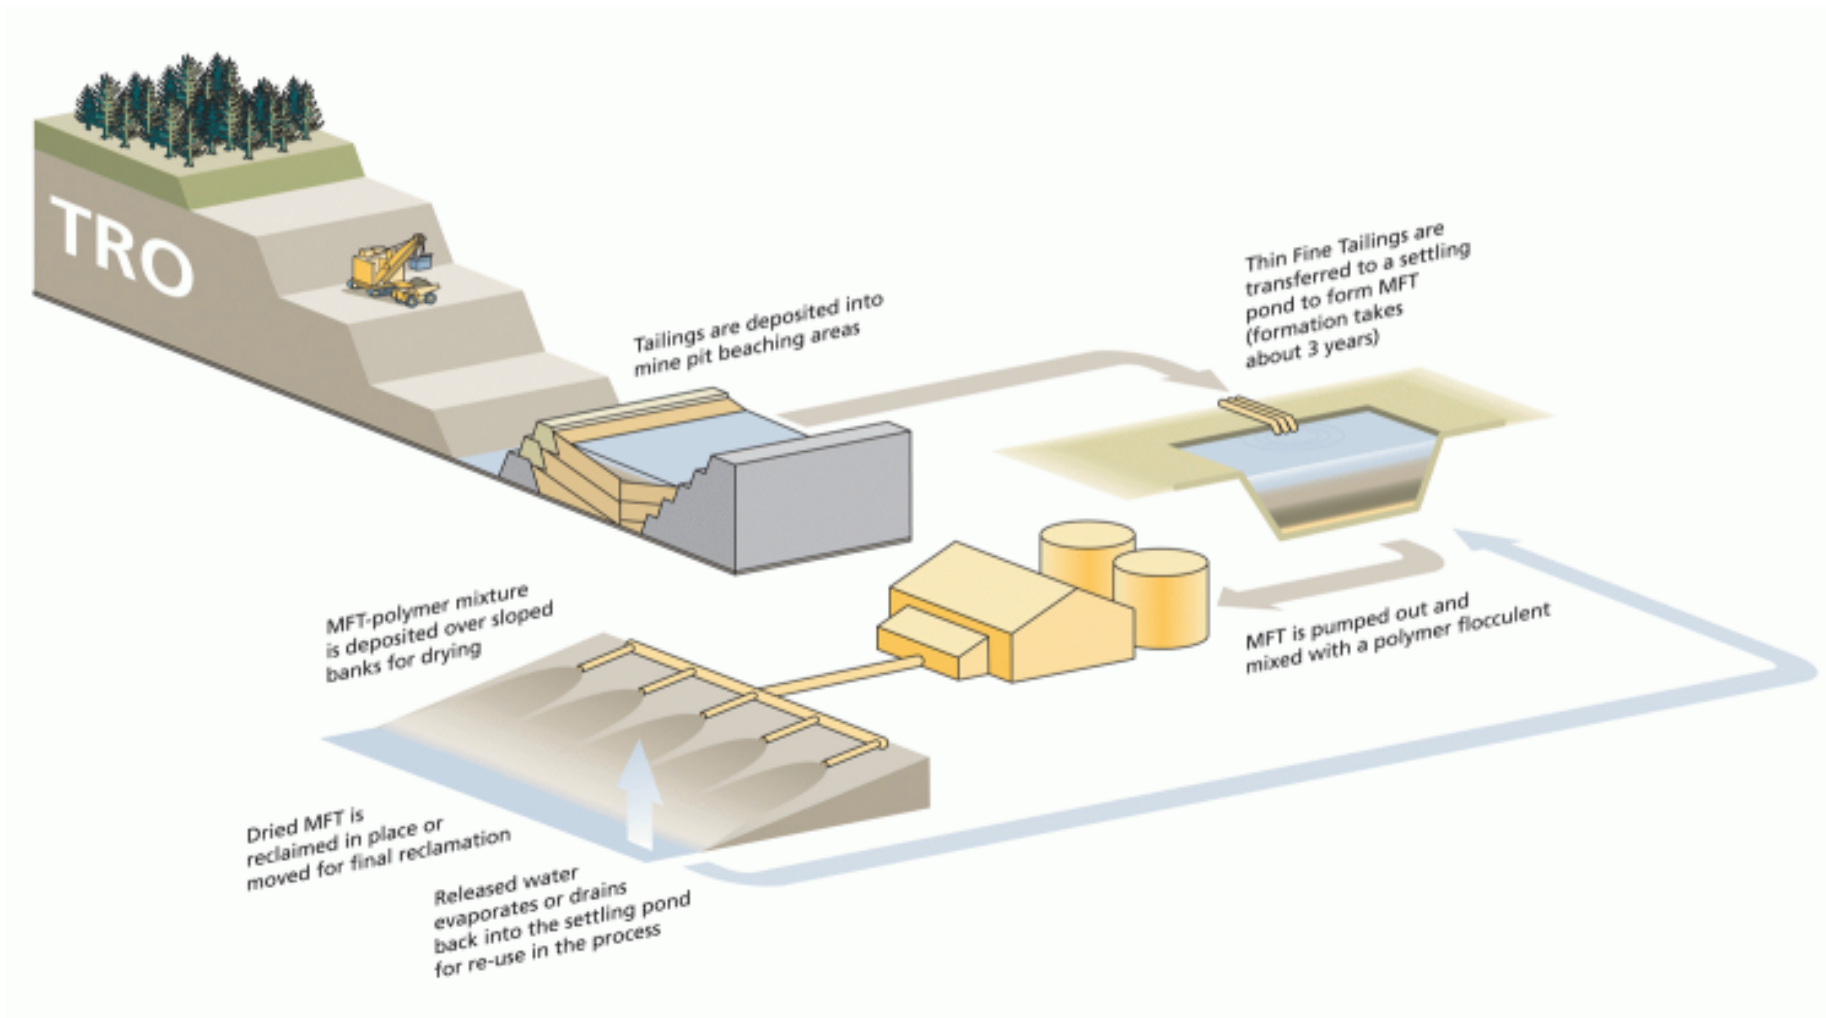 TRO
Tailings are deposited into
mine pit beaching areas
Thin Fine Tailings are
transferred to a settling
pond to form MFT
(formation takes
about 3 years)
MFT is pumped out and
mixed with a polymer flocculent
MFT-polymer mixture
is deposited over sloped
banks for drying
Dried MFT is
reclaimed in place or
moved for final reclamation
Released water
evaporates or drains
back into the settling pond
for re-use in the process